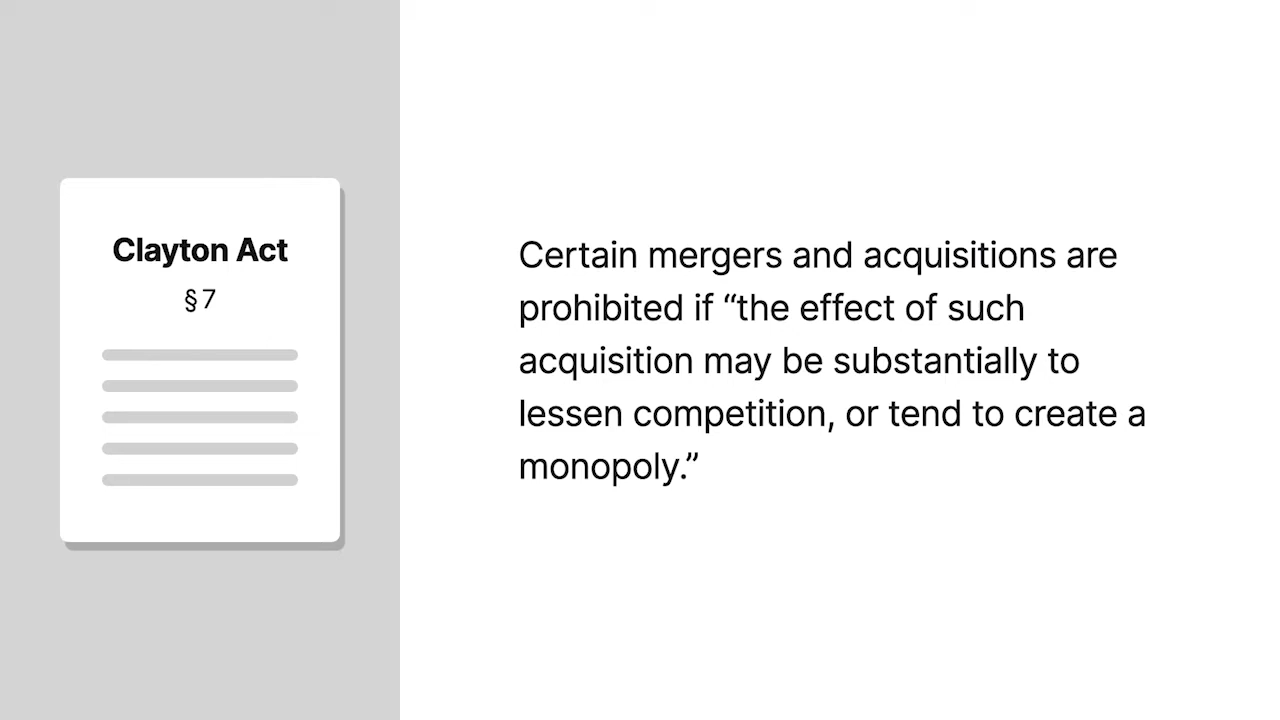 Clayton Act
§ 7
Certain mergers and acquisitions are
prohibited if “the effect of such
acquisition may be substantially to
lessen competition, or tend to create a
monopoly.”